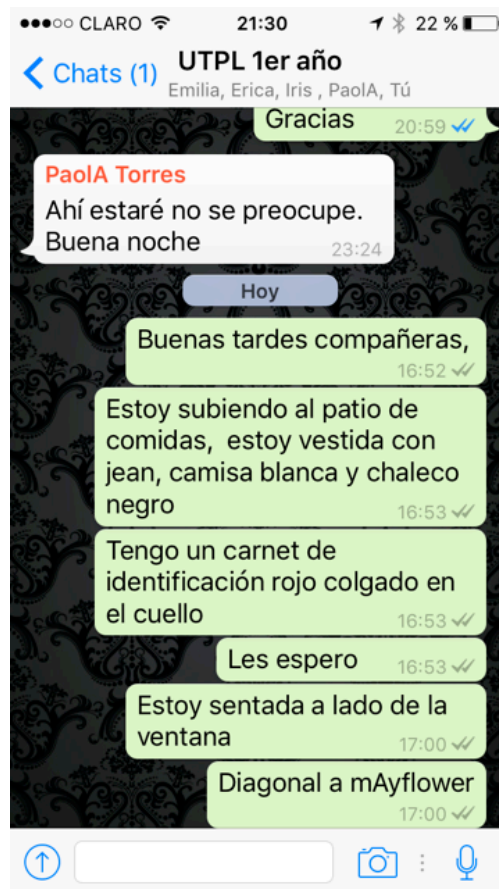 CLARO 21:30 22 %
Chats (1) UTPL 1er año
Emilia, Erica, Iris , PaolA, Tú
Gracias 20:59
PaolA Torres
Ahí estaré no se preocupe.
Buena noche 23:24
Hoy
Buenas tardes compañeras,
16:52
Estoy subiendo al patio de
comidas, estoy vestida con
jean, camisa blanca y chaleco
negro 16:53
Tengo un carnet de
identificación rojo colgado en
el cuello 16:53
Les espero 16:53
Estoy sentada a lado de la
ventana 17:00
Diagonal a mAyflower
17:00